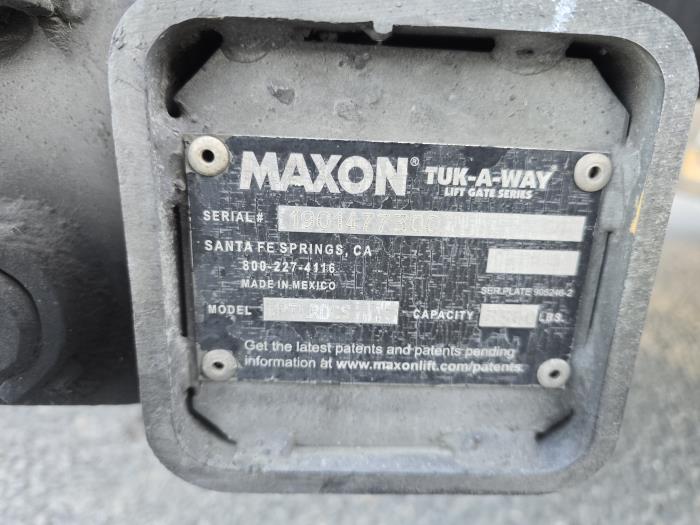 MAXON® TUK-A-WAY®
LIFT GATE SERIES
SERIAL#
SANTA FE SPRINGS, CA
800-227-4116
MADE IN MEXICO
SER.PLATE 905246-2
MODEL CAPACITY LBS.
Get the latest patents and patents pending
information at www.maxonlift.com/patents.